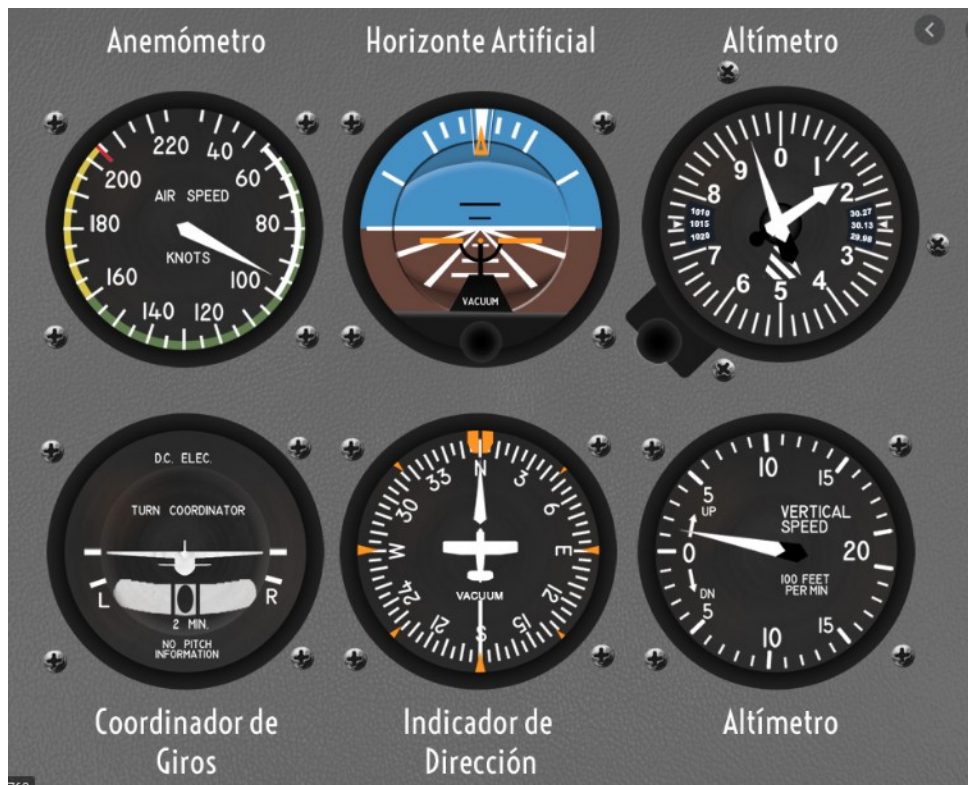 Anemómetro
Horizonte Artificial
Altímetro
220 40
200 60
AIR SPEED
180 80
KNOTS
160 100
140 120
VACUUM
0
9 1
8 2
1010 30.27
1015 30.13
1020 29.98
7 3
6 4
5
D.C. ELEC.
TURN COORDINATOR
L R
2 MIN.
NO PITCH
INFORMATION
N
33 3
30 6
W E
VACUUM
24 12
21 15
S
10
5 15
UP
VERTICAL
SPEED
0 20
100 FEET
PER MIN
DN
5 15
10
Coordinador de
Giros
Indicador de
Dirección
Altímetro